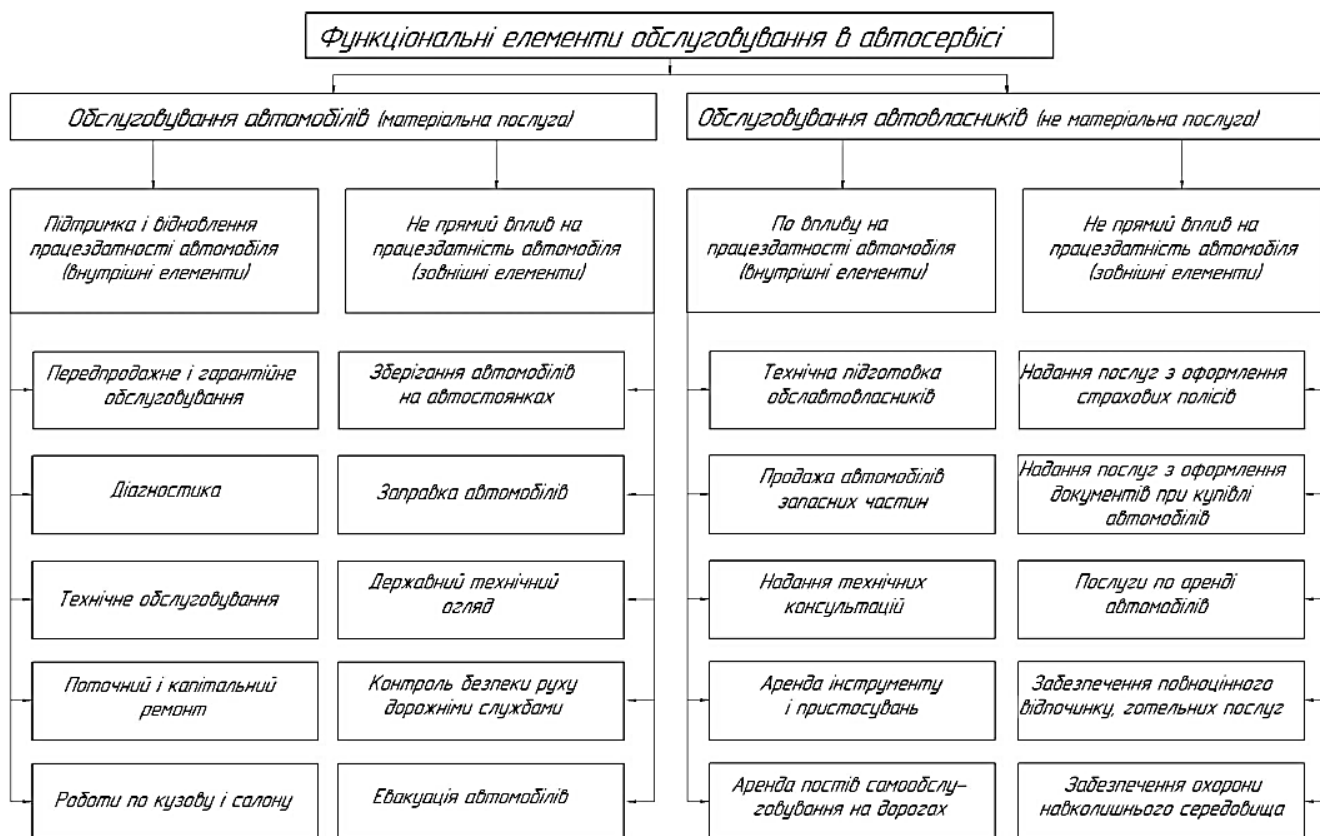 Функціональні елементи обслуговування в автосервісі
Обслуговування автомобілів (матеріальна послуга)
Обслуговування автовласників (не матеріальна послуга)
Підтримка і відновлення
працездатності автомобіля
(внутрішні елементи)
Не прямий вплив на
працездатність автомобіля
(зовнішні елементи)
По впливу на
працездатності автомобіля
(внутрішні елементи)
Не прямий вплив на
працездатність автомобіля
(зовнішні елементи)
Передпродажне і гарантійне
обслуговування
Зберігання автомобілів
на автостоянках
Технічна підготовка
обславтовласників
Надання послуг з оформлення
страхових полісів
Діагностика
Заправка автомобілів
Продажа автомобілів
запасних частин
Надання послуг з оформлення
документів при купівлі
автомобілів
Технічне обслуговування
Державний технічний
огляд
Надання технічних
консультацій
Послуги по аренді
автомобілів
Поточний і капітальний
ремонт
Контроль безпеки руху
дорожніми службами
Аренда інструменту
і пристосувань
Забезпечення повноцінного
відпочинку, готельних послуг
Роботи по кузову і салону
Евакуація автомобілів
Аренда постів самообслу-
говування на дорогах
Забезпечення охорони
навколишнього середовища